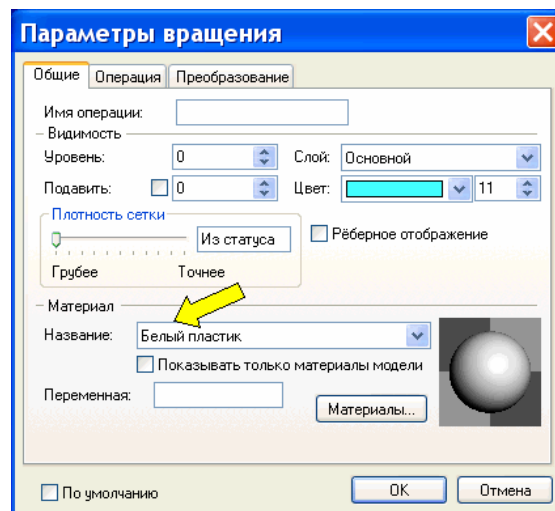 Параметры вращения
Общие Операция Преобразование
Имя операции:
Видимость
Уровень: 0 Слой: Основной
Подавить: 0 Цвет: 11
Плотность сетки
Из статуса Рёберное отображение
Грубее Точнее
Материал
Название: Белый пластик
Показывать только материалы модели
Переменная:
Материалы...
По умолчанию OK Отмена